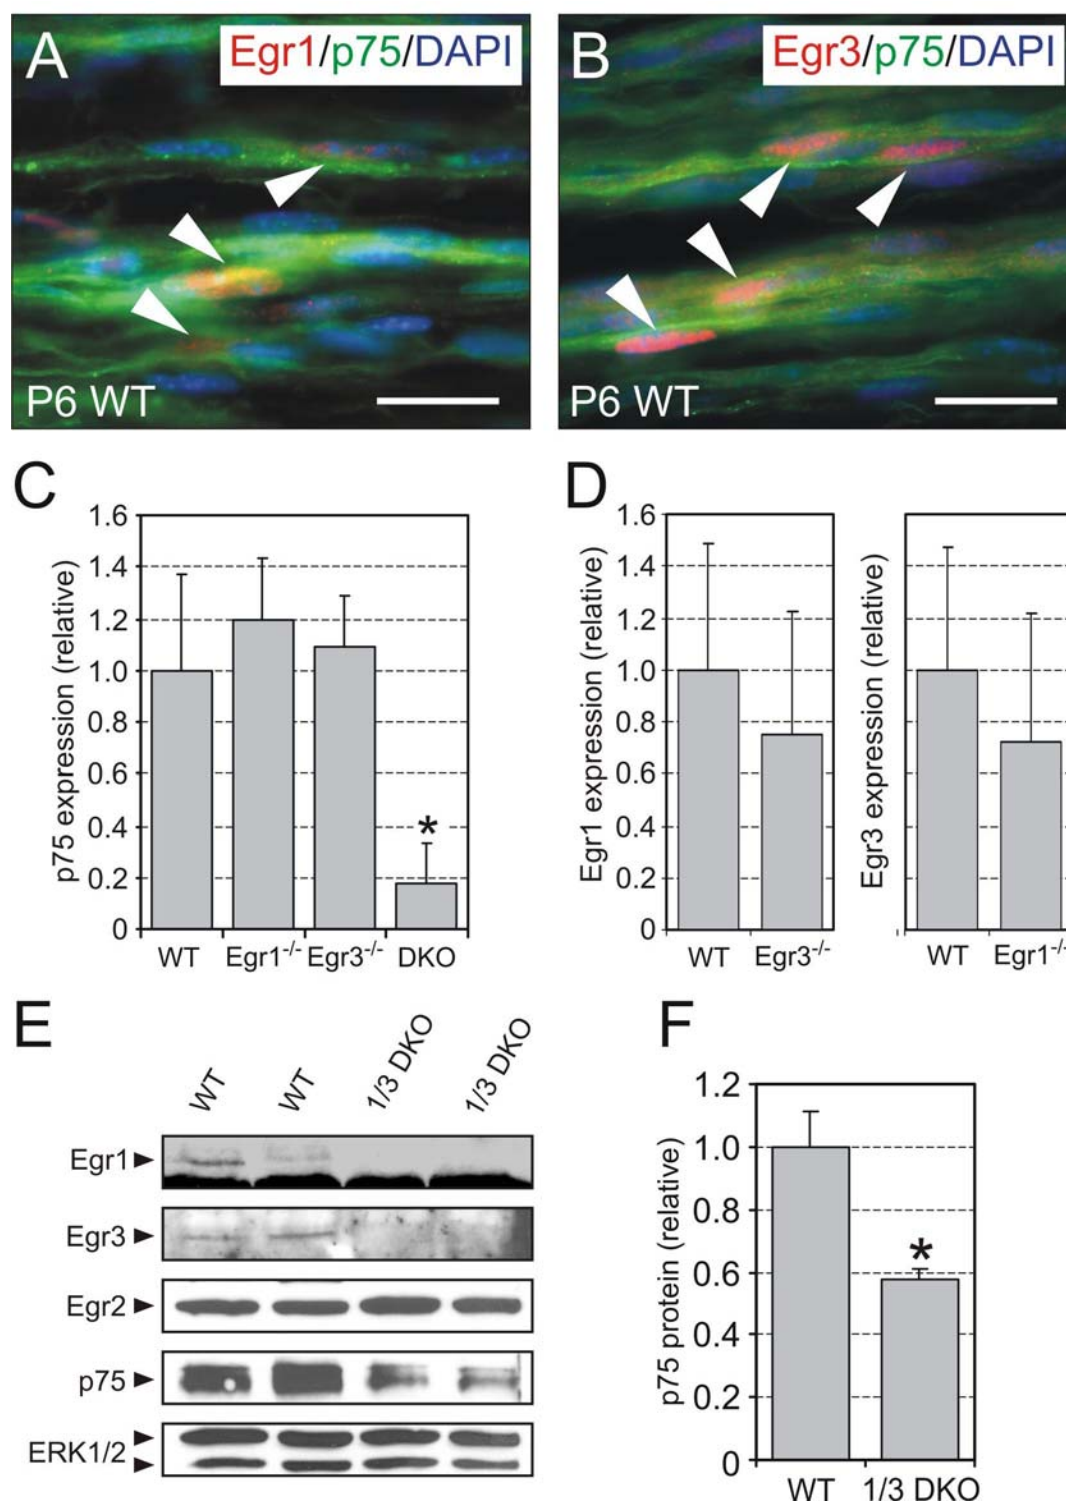 A
Egr1/p75/DAPI
P6 WT
B
Egr3/p75/DAPI
P6 WT
C
p75 expression (relative)
1.6
1.4
1.2
1.0
0.8
0.6
0.4
0.2
0
*
WT Egr1-/- Egr3-/- DKO
D
Egr1 expression (relative)
1.6
1.4
1.2
1.0
0.8
0.6
0.4
0.2
0
WT Egr3-/-
Egr3 expression (relative)
WT Egr1-/-
E
WT WT 1/3 DKO 1/3 DKO
Egr1
Egr3
Egr2
p75
ERK1/2
F
p75 protein (relative)
1.2
1.0
0.8
0.6
0.4
0.2
0
*
WT 1/3 DKO